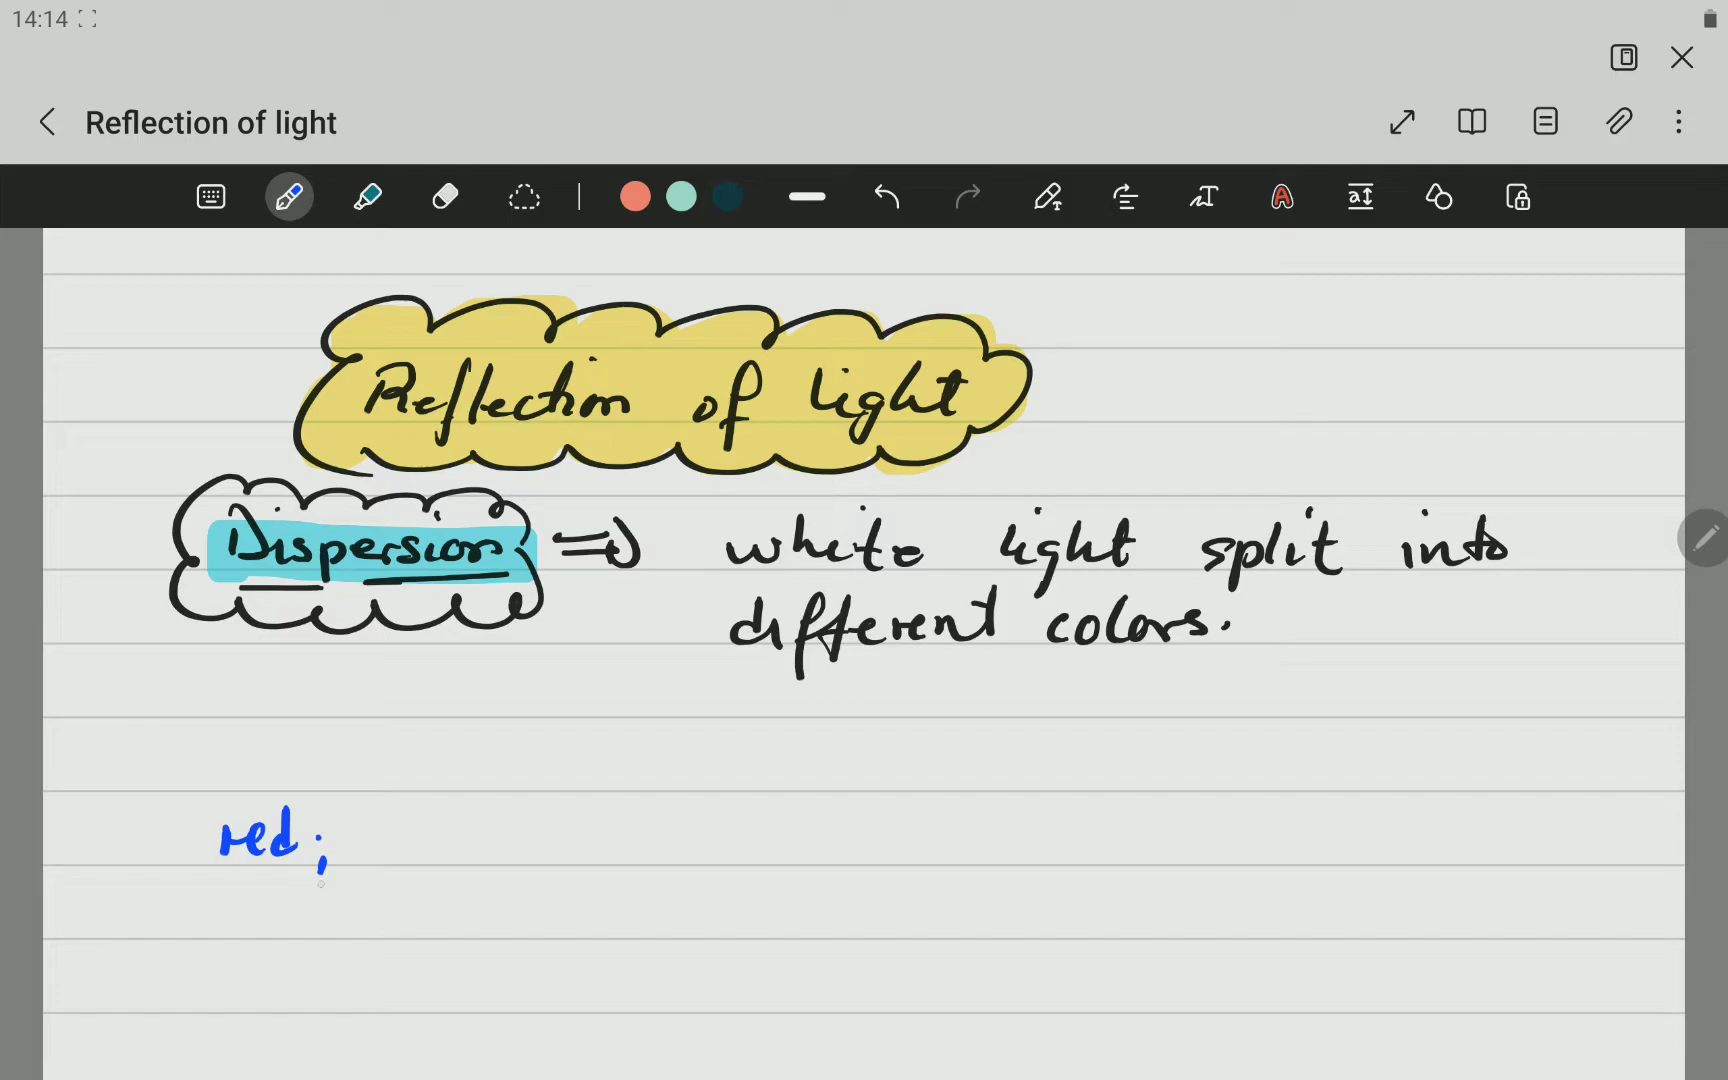 14:14
Reflection of light
Reflection of light
Dispersion ⇒ white light split into
different colors.
red;